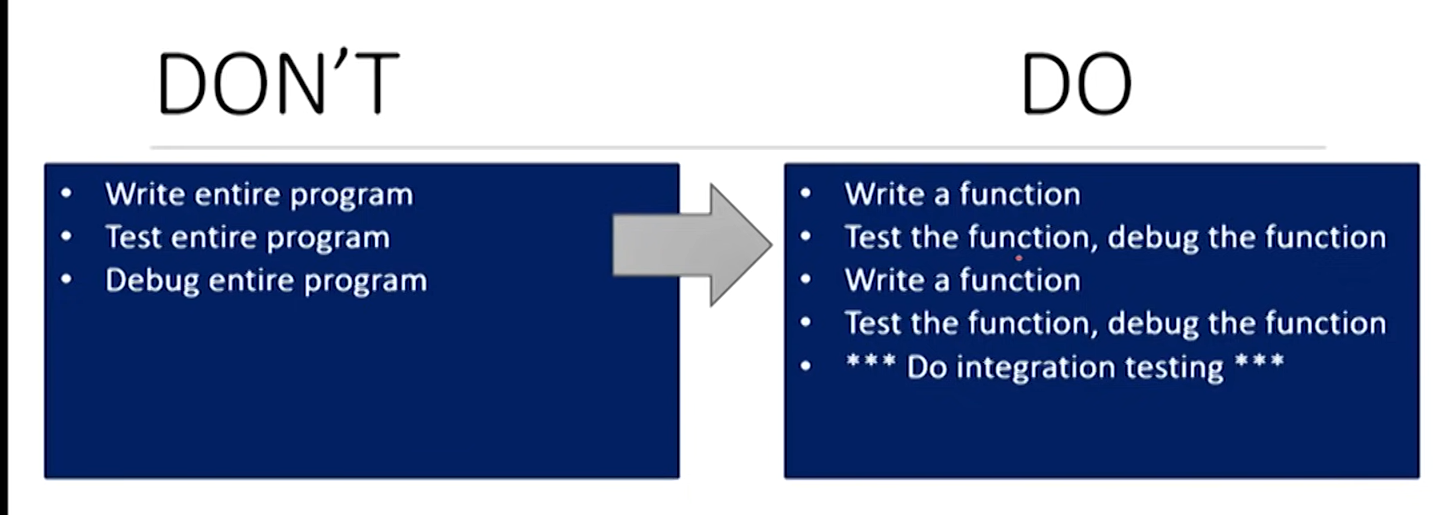 DON'T
DO
• Write entire program
• Test entire program
• Debug entire program
• Write a function
• Test the function, debug the function
• Write a function
• Test the function, debug the function
• *** Do integration testing ***